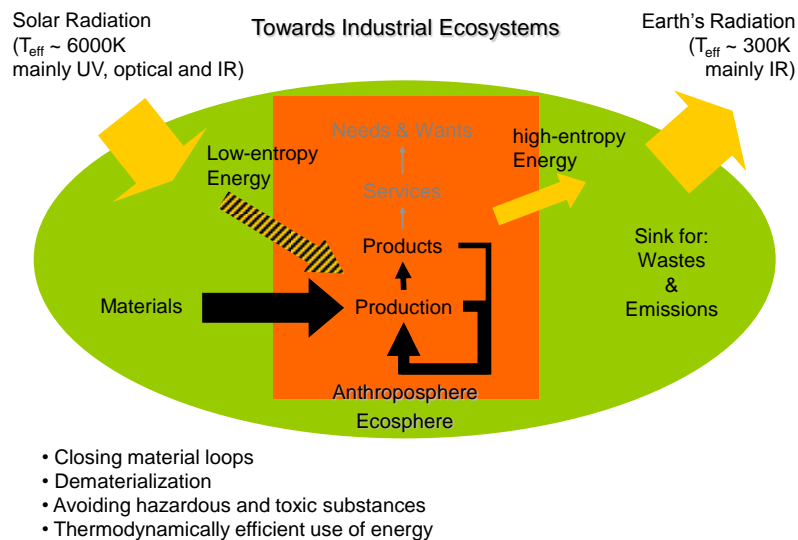 Towards Industrial Ecosystems
Solar Radiation
(T_eff ~ 6000K
mainly UV, optical and IR)
Earth's Radiation
(T_eff ~ 300K
mainly IR)
Needs & Wants
Low-entropy
Energy
high-entropy
Energy
Services
Products
Sink for:
Wastes
&
Emissions
Materials
Production
Anthroposphere
Ecosphere
• Closing material loops
• Dematerialization
• Avoiding hazardous and toxic substances
• Thermodynamically efficient use of energy